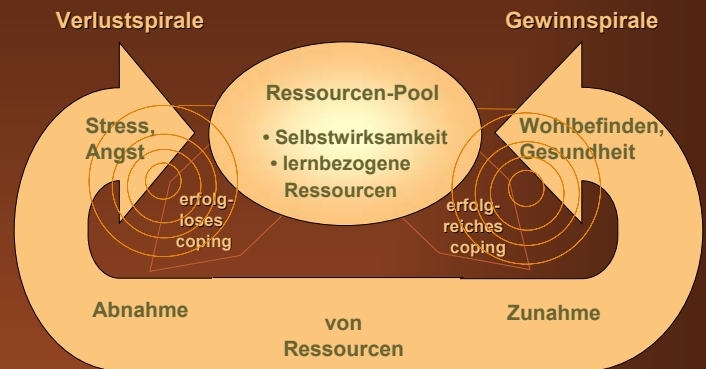 Verlustspirale
Gewinnspirale
Ressourcen-Pool
• Selbstwirksamkeit
• lernbezogene
Ressourcen
Stress,
Angst
Wohlbefinden,
Gesundheit
erfolg-
loses
coping
erfolg-
reiches
coping
Abnahme
von
Ressourcen
Zunahme